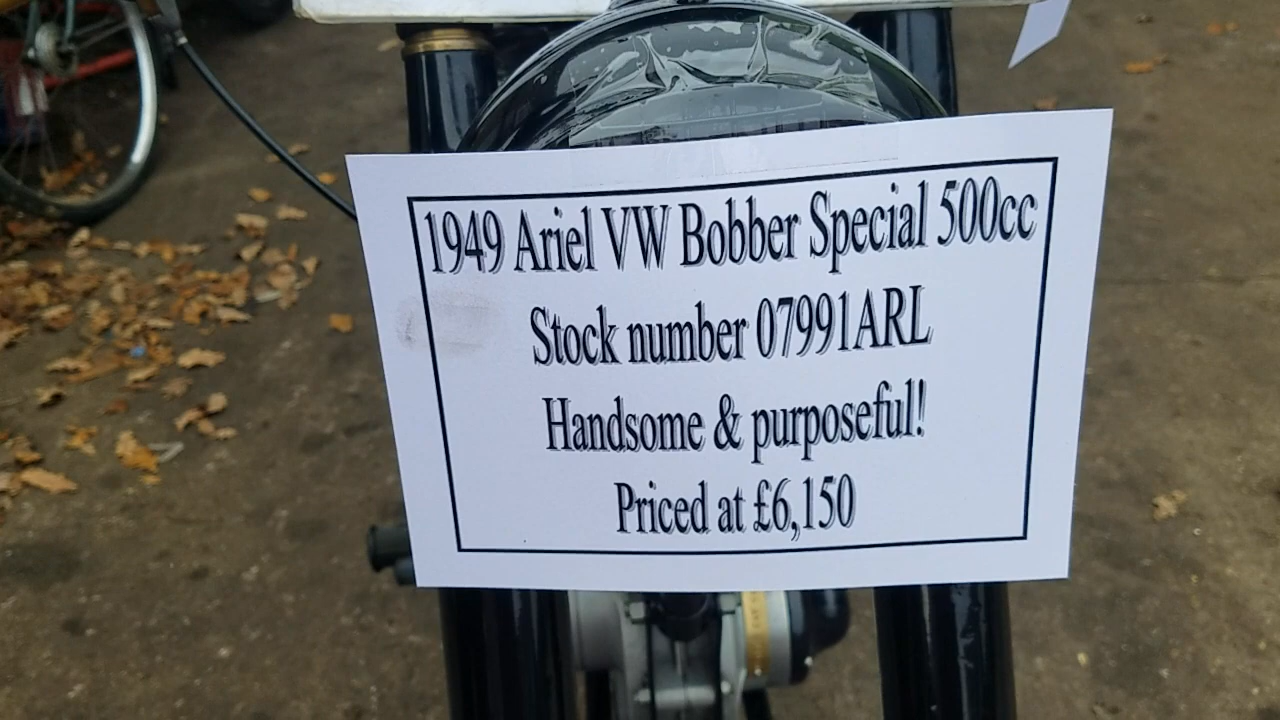 1949 Ariel VW Bobber Special 500cc
Stock number 07991ARL
Handsome & purposeful!
Priced at £6,150